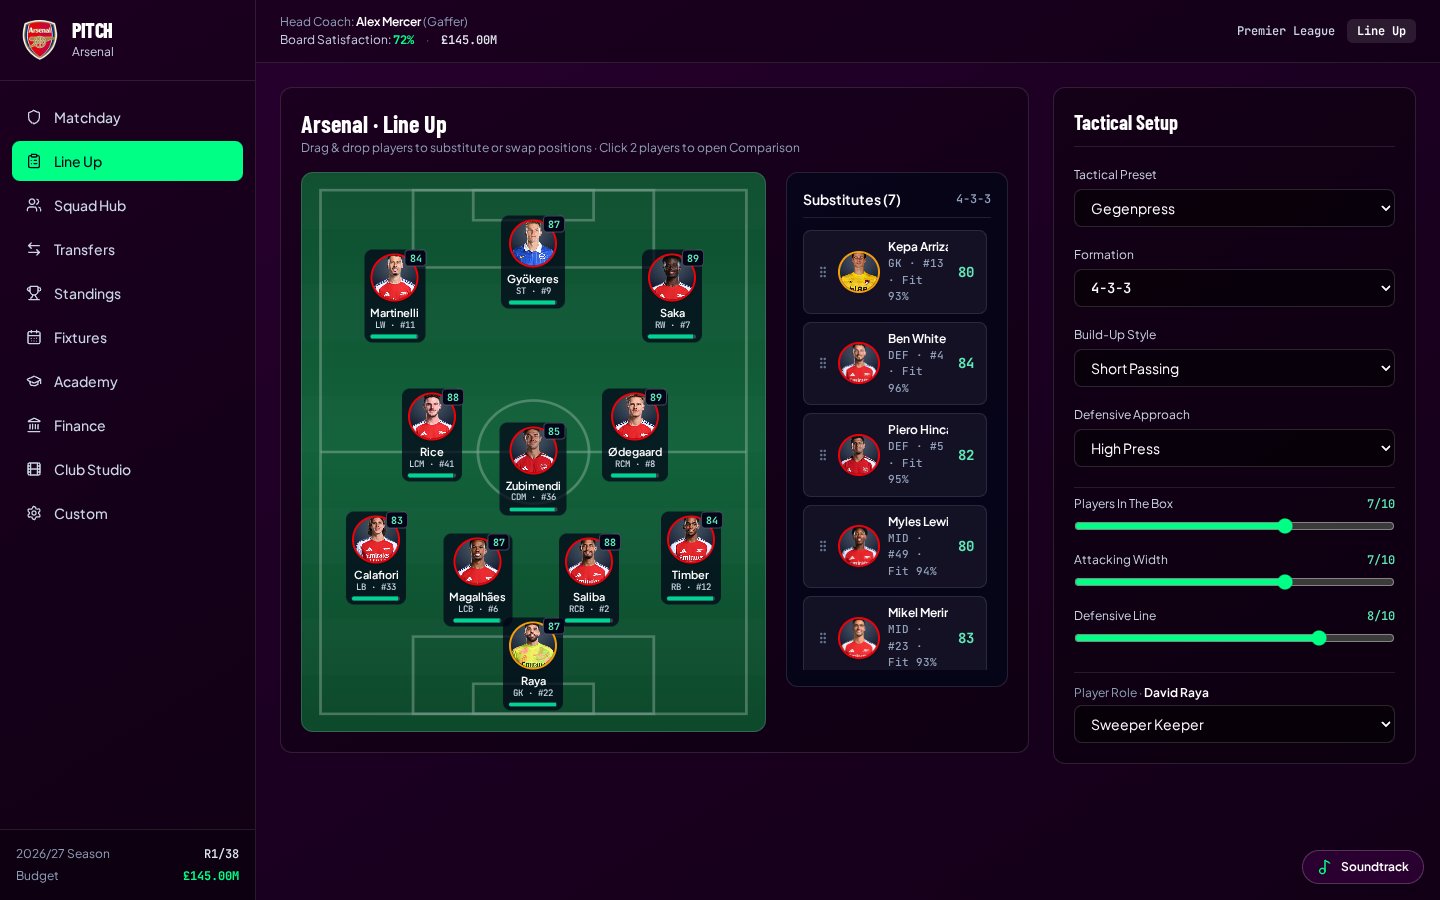 PITCH
Arsenal
Head Coach: Alex Mercer (Gaffer)
Board Satisfaction: 72% · £145.00M
Premier League
Line Up
Matchday
Line Up
Squad Hub
Transfers
Standings
Fixtures
Academy
Finance
Club Studio
Custom
2026/27 Season R1/38
Budget £145.00M
Arsenal · Line Up
Drag & drop players to substitute or swap positions · Click 2 players to open Comparison
87
Gyökeres
ST · #9
84
Martinelli
LW · #11
89
Saka
RW · #7
88
Rice
LCM · #41
85
Zubimendi
CDM · #36
89
Ødegaard
RCM · #8
83
Calafiori
LB · #33
87
Magalhães
LCB · #6
88
Saliba
RCB · #2
84
Timber
RB · #12
87
Raya
GK · #22
Substitutes (7) 4-3-3
Kepa Arriza
GK · #13
· Fit
93%
80
Ben White
DEF · #4
· Fit
96%
84
Piero Hinca
DEF · #5
· Fit
95%
82
Myles Lewi
MID ·
#49 ·
Fit 94%
80
Mikel Merir
MID ·
#23 ·
Fit 93%
83
Tactical Setup
Tactical Preset
Gegenpress
Formation
4-3-3
Build-Up Style
Short Passing
Defensive Approach
High Press
Players In The Box 7/10
Attacking Width 7/10
Defensive Line 8/10
Player Role · David Raya
Sweeper Keeper
Soundtrack